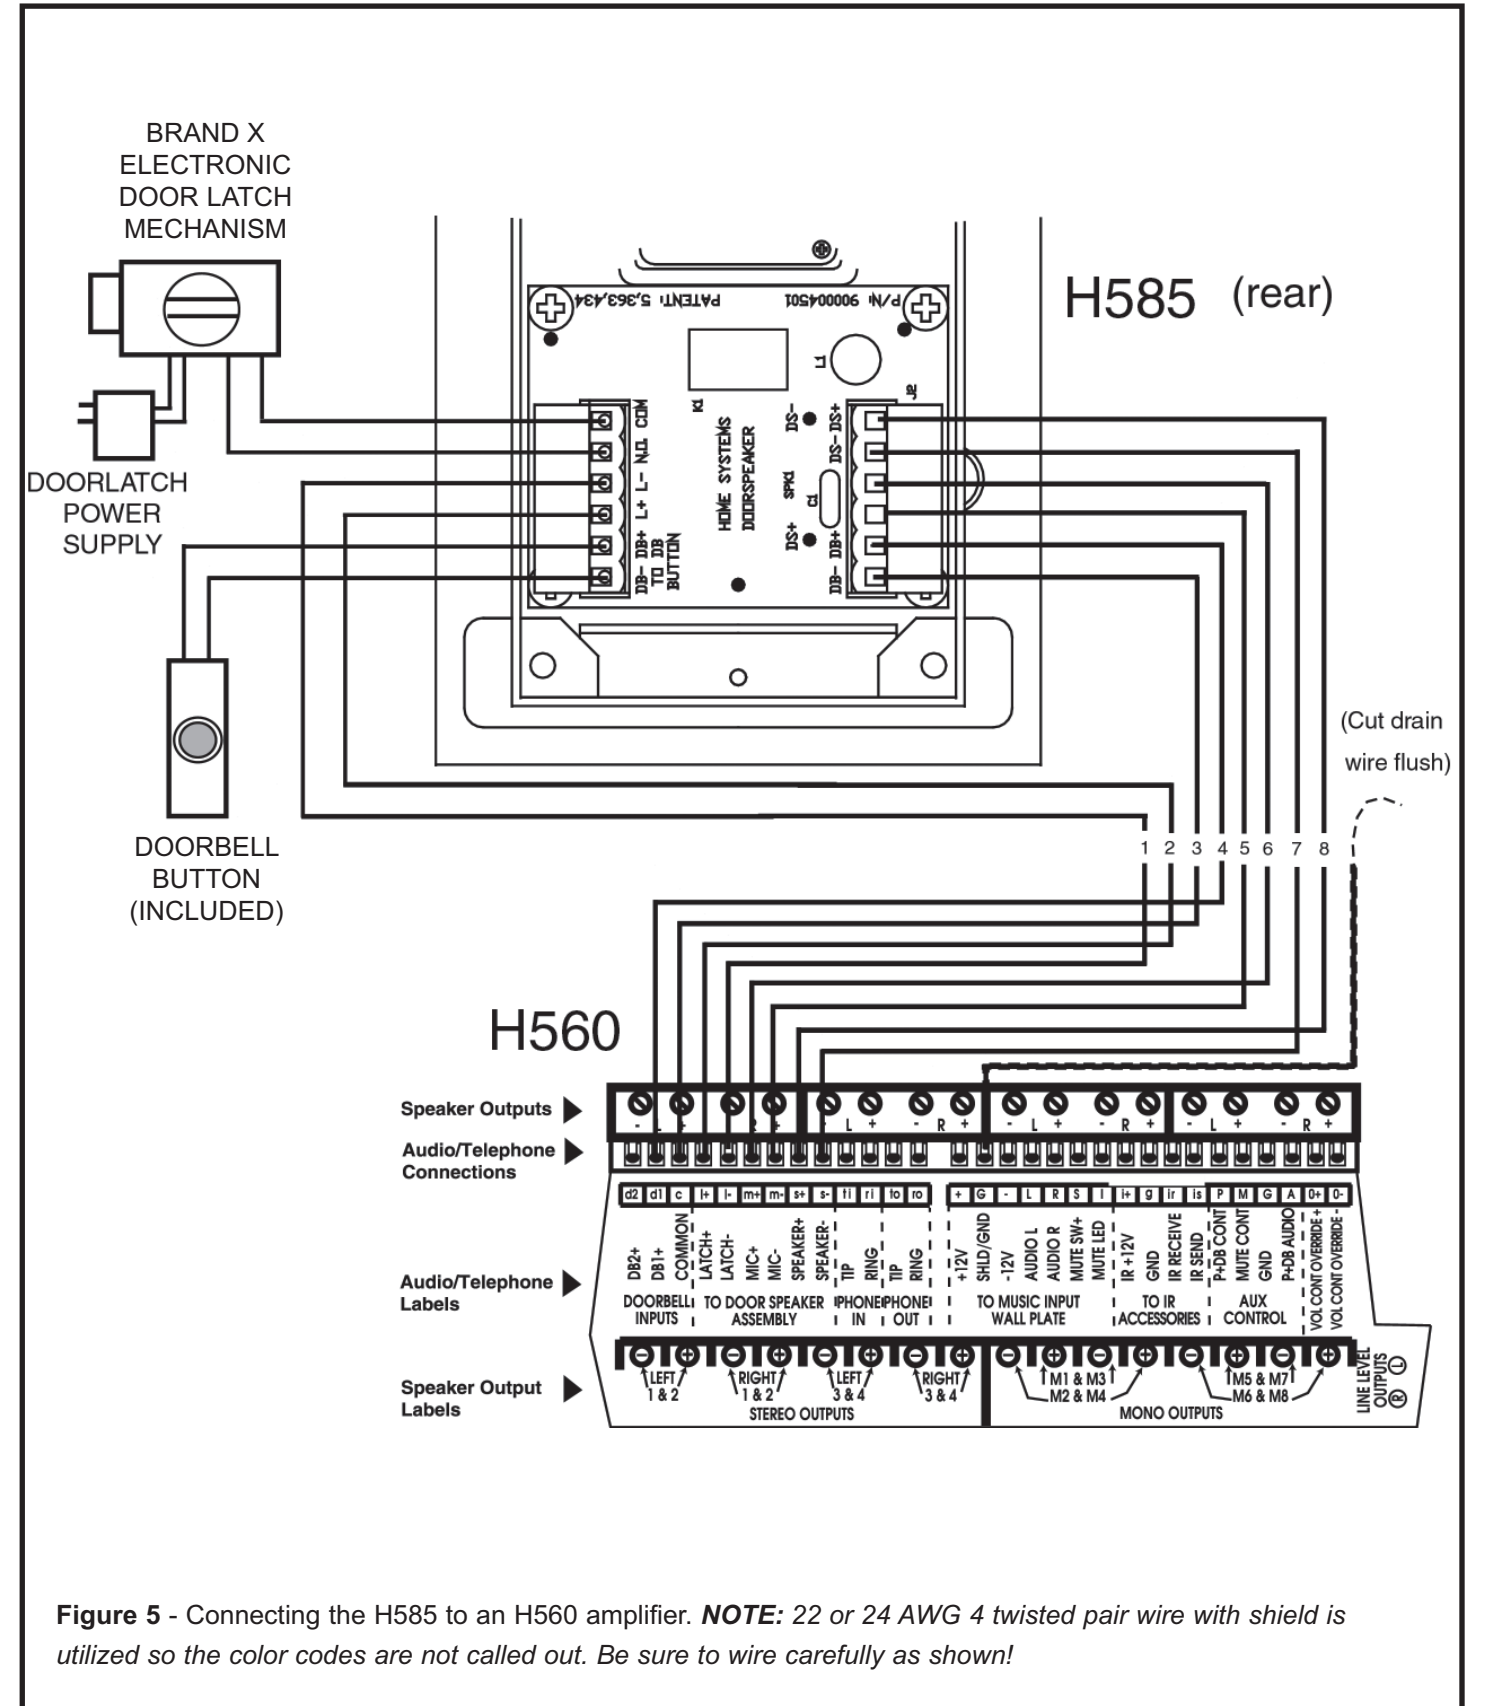 BRAND X
ELECTRONIC
DOOR LATCH
MECHANISM
H585 (rear)
PATENT: 5,363,434
P/N: 900004501
L1
J2
K1
COM
N.O.
L-
L+
DB+
DB-
TO DB
BUTTON
HOME SYSTEMS
DOORSPEAKER
DS-
SPK1
C1
DS+
DS+
DS-
DB+
DB-
DOORLATCH
POWER
SUPPLY
(Cut drain
wire flush)
DOORBELL
BUTTON
(INCLUDED)
1 2 3 4 5 6 7 8
H560
Speaker Outputs
- L + R + - L + - R + - L + - R + - L + - R +
Audio/Telephone
Connections
d2 d1 c l+ l- m+ m- s+ s- ti ri to ro + G - L R S I i+ g ir is P M G A 0+ 0-
Audio/Telephone
Labels
DB2+
DB1+
COMMON
LATCH+
LATCH-
MIC+
MIC-
SPEAKER+
SPEAKER-
TIP
RING
TIP
RING
+12V
SHLD/GND
-12V
AUDIO L
AUDIO R
MUTE SW+
MUTE LED
IR +12V
GND
IR RECEIVE
IR SEND
P+DB CONT
MUTE CONT
GND
P+DB AUDIO
VOL CONT OVERRIDE +
VOL CONT OVERRIDE -
DOORBELL
INPUTS
TO DOOR SPEAKER
ASSEMBLY
PHONE
IN
PHONE
OUT
TO MUSIC INPUT
WALL PLATE
TO IR
ACCESSORIES
AUX
CONTROL
Speaker Output
Labels
LEFT
1 & 2
RIGHT
1 & 2
LEFT
3 & 4
RIGHT
3 & 4
STEREO OUTPUTS
M1 & M3
M2 & M4
M5 & M7
M6 & M8
MONO OUTPUTS
LINE LEVEL
OUTPUTS
R L
Figure 5 - Connecting the H585 to an H560 amplifier. NOTE: 22 or 24 AWG 4 twisted pair wire with shield is
utilized so the color codes are not called out. Be sure to wire carefully as shown!